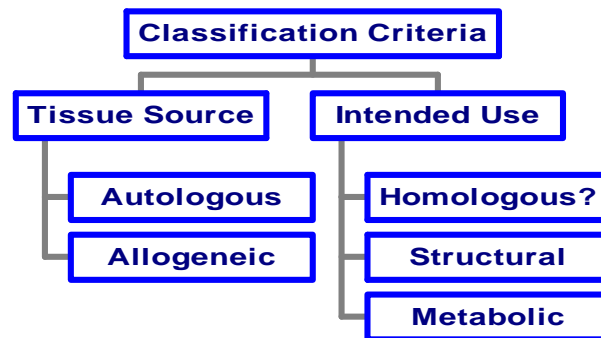 Classification Criteria
Tissue Source
Intended Use
Autologous
Homologous?
Allogeneic
Structural
Metabolic